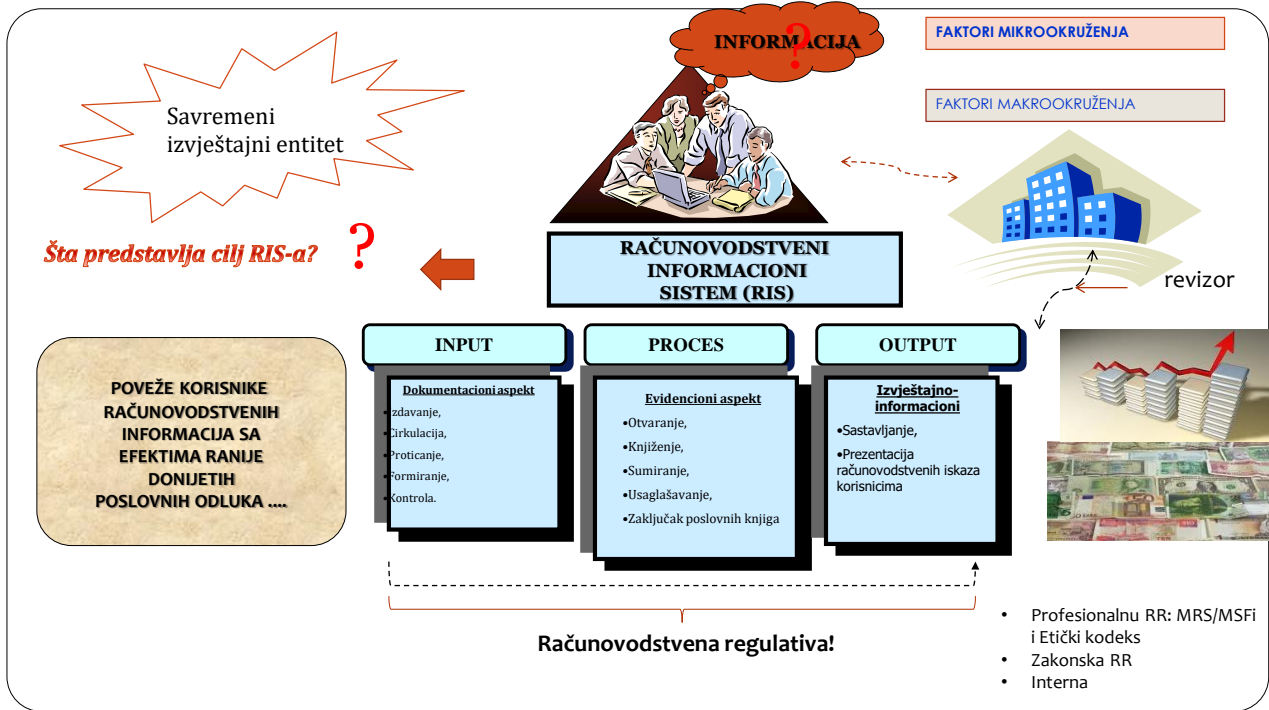 INFORMACIJA
?
FAKTORI MIKROOKRUŽENJA
FAKTORI MAKROOKRUŽENJA
Savremeni
izvještajni entitet
Šta predstavlja cilj RIS-a?
?
RAČUNOVODSTVENI
INFORMACIONI
SISTEM (RIS)
revizor
POVEŽE KORISNIKE
RAČUNOVODSTVENIH
INFORMACIJA SA
EFEKTIMA RANIJE
DONIJETIH
POSLOVNIH ODLUKA ....
INPUT
Dokumentacioni aspekt
•Izdavanje,
•Cirkulacija,
•Proticanje,
•Formiranje,
•Kontrola.
PROCES
Evidencioni aspekt
•Otvaranje,
•Knjiženje,
•Sumiranje,
•Usaglašavanje,
•Zaključak poslovnih knjiga
OUTPUT
Izvještajno-
informacioni
•Sastavljanje,
•Prezentacija
računovodstvenih iskaza
korisnicima
Računovodstvena regulativa!
• Profesionalnu RR: MRS/MSFi
i Etički kodeks
• Zakonska RR
• Interna